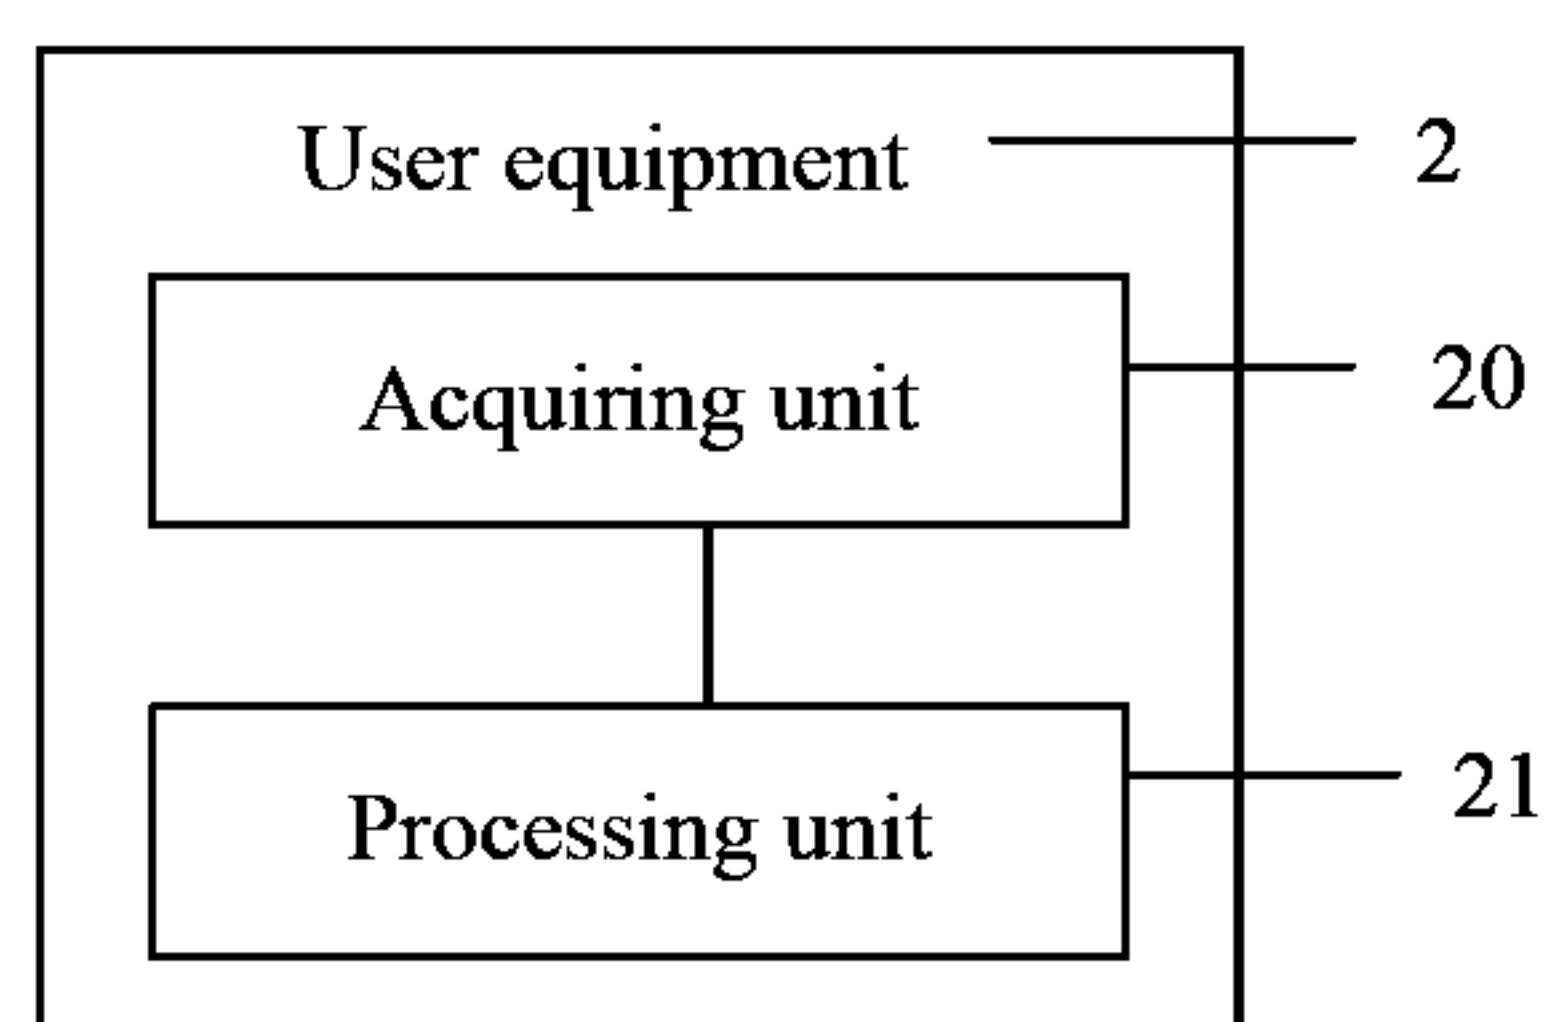 User equipment
2
Acquiring unit
20
Processing unit
21